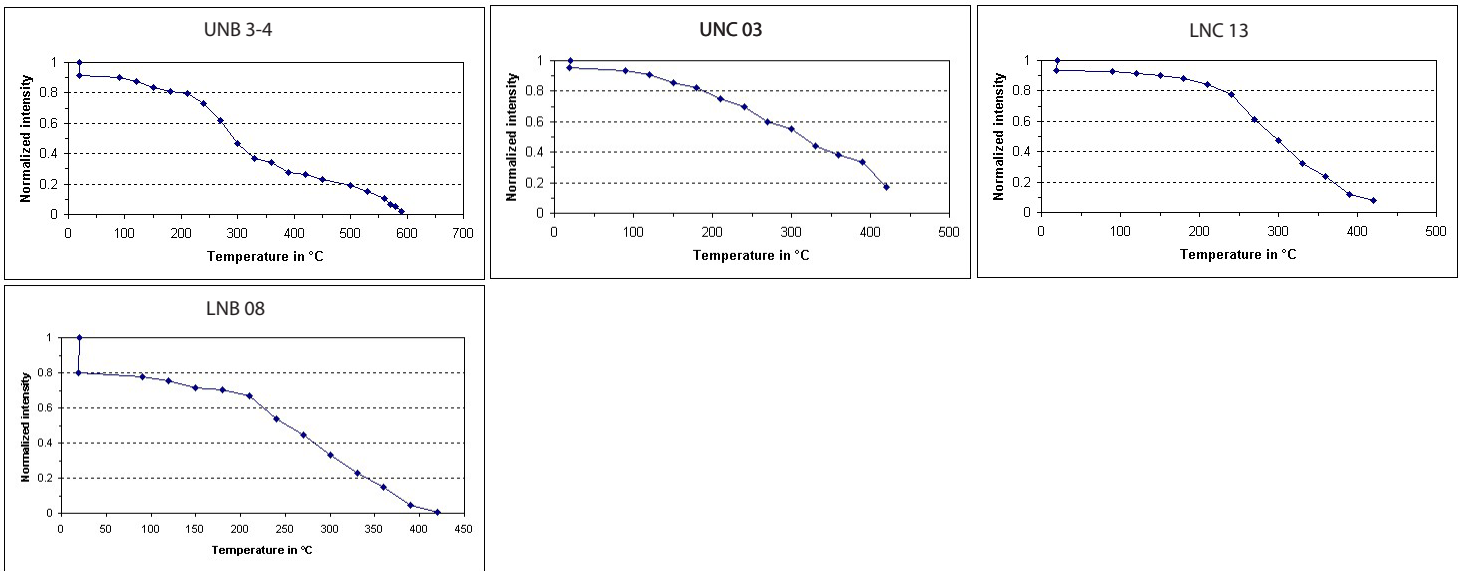 UNB 3-4
Normalized intensity
1
0.8
0.6
0.4
0.2
0
0 100 200 300 400 500 600 700
Temperature in °C
UNC 03
Normalized intensity
1
0.8
0.6
0.4
0.2
0
0 100 200 300 400 500
Temperature in °C
LNC 13
Normalized intensity
1
0.8
0.6
0.4
0.2
0
0 100 200 300 400 500
Temperature in °C
LNB 08
Normalized intensity
1
0.8
0.6
0.4
0.2
0
0 50 100 150 200 250 300 350 400 450
Temperature in °C